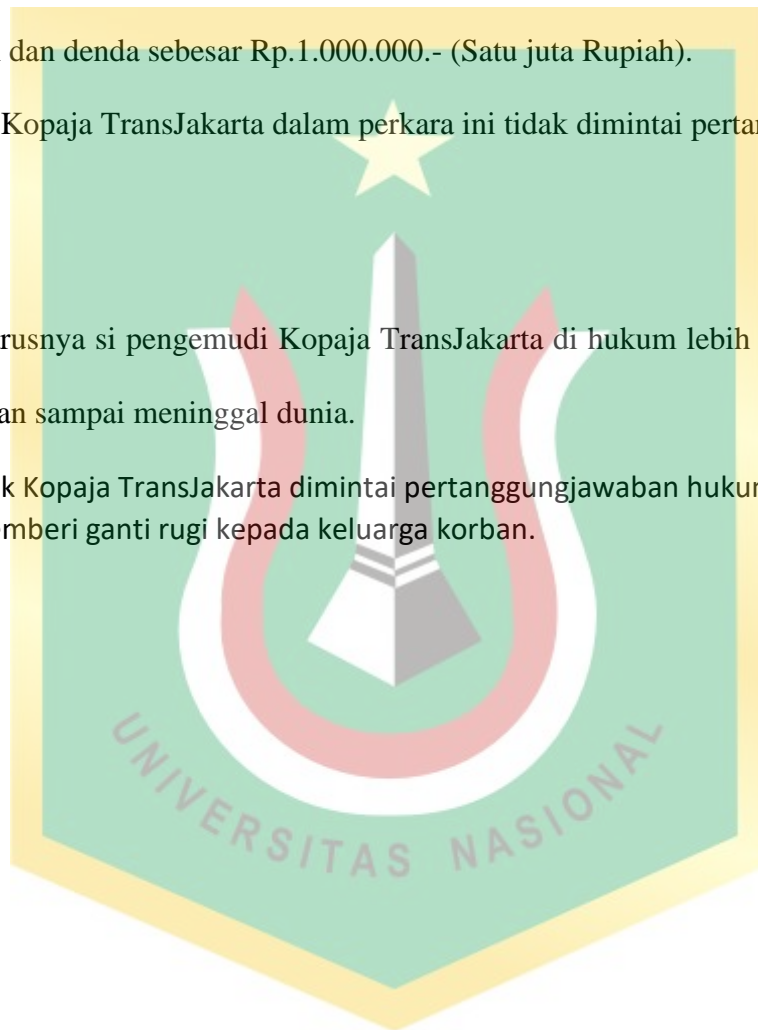 dan denda sebesar Rp.1.000.000.- (Satu juta Rupiah).
Kopaja TransJakarta dalam perkara ini tidak dimintai pertan
rusnya si pengemudi Kopaja TransJakarta di hukum lebih
an sampai meninggal dunia.
k Kopaja TransJakarta dimintai pertanggungjawaban hukum
emberi ganti rugi kepada keluarga korban.
UNIVERSITAS NASIONAL